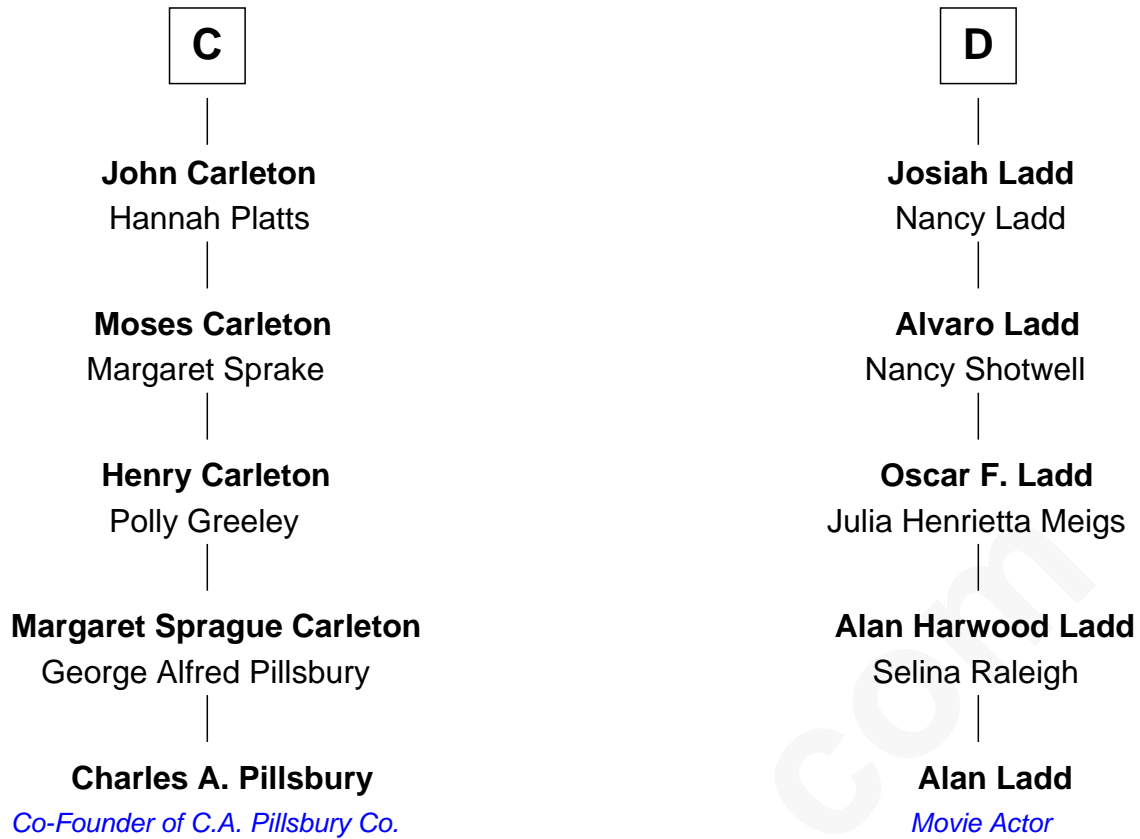 C
John Carleton
Hannah Platts
Moses Carleton
Margaret Sprake
Henry Carleton
Polly Greeley
Margaret Sprague Carleton
George Alfred Pillsbury
Charles A. Pillsbury
Co-Founder of C.A. Pillsbury Co.
D
Josiah Ladd
Nancy Ladd
Alvaro Ladd
Nancy Shotwell
Oscar F. Ladd
Julia Henrietta Meigs
Alan Harwood Ladd
Selina Raleigh
Alan Ladd
Movie Actor
com